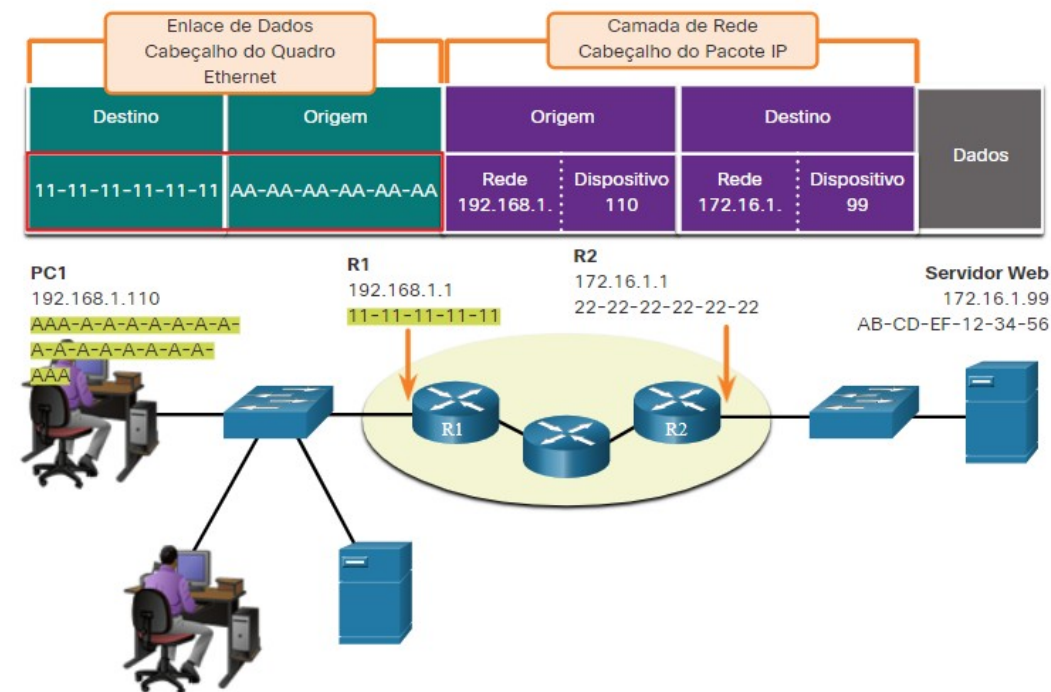 Enlace de Dados
Cabeçalho do Quadro
Ethernet
Camada de Rede
Cabeçalho do Pacote IP
Destino
Origem
Origem
Destino
Dados
11-11-11-11-11-11
AA-AA-AA-AA-AA-AA
Rede
192.168.1.
Dispositivo
110
Rede
172.16.1.
Dispositivo
99
PC1
192.168.1.110
AAA-A-A-A-A-A-A-A-
A-A-A-A-A-A-A-A-
AAA
R1
192.168.1.1
11-11-11-11-11
R2
172.16.1.1
22-22-22-22-22-22
Servidor Web
172.16.1.99
AB-CD-EF-12-34-56
R1
R2